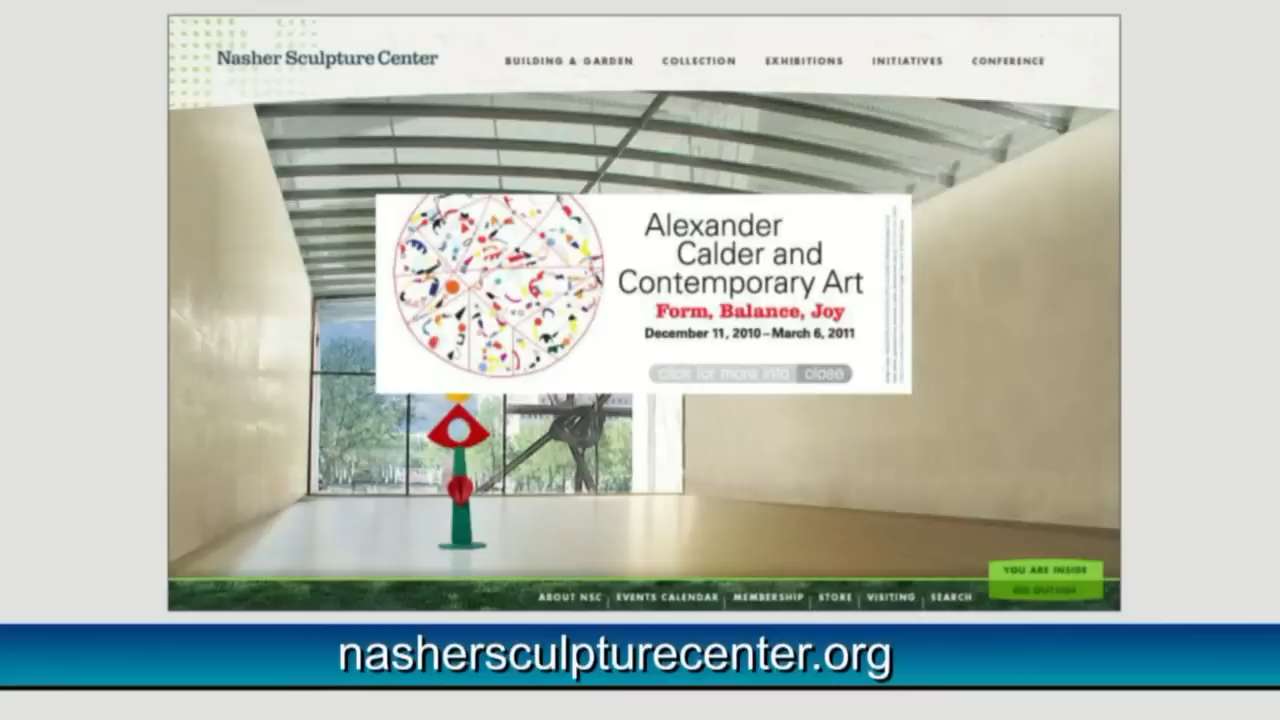 Nasher Sculpture Center
BUILDING & GARDEN COLLECTION EXHIBITIONS INITIATIVES CONFERENCE
Alexander
Calder and
Contemporary Art
Form, Balance, Joy
December 11, 2010–March 6, 2011
click for more info close
YOU ARE INSIDE
GO OUTSIDE
ABOUT NSC EVENTS CALENDAR MEMBERSHIP STORE VISITING SEARCH
nashersculpturecenter.org